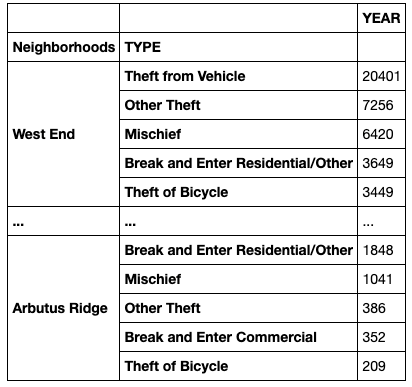 YEAR
Neighborhoods TYPE
West End Theft from Vehicle 20401
Other Theft 7256
Mischief 6420
Break and Enter Residential/Other 3649
Theft of Bicycle 3449
... ... ...
Arbutus Ridge Break and Enter Residential/Other 1848
Mischief 1041
Other Theft 386
Break and Enter Commercial 352
Theft of Bicycle 209